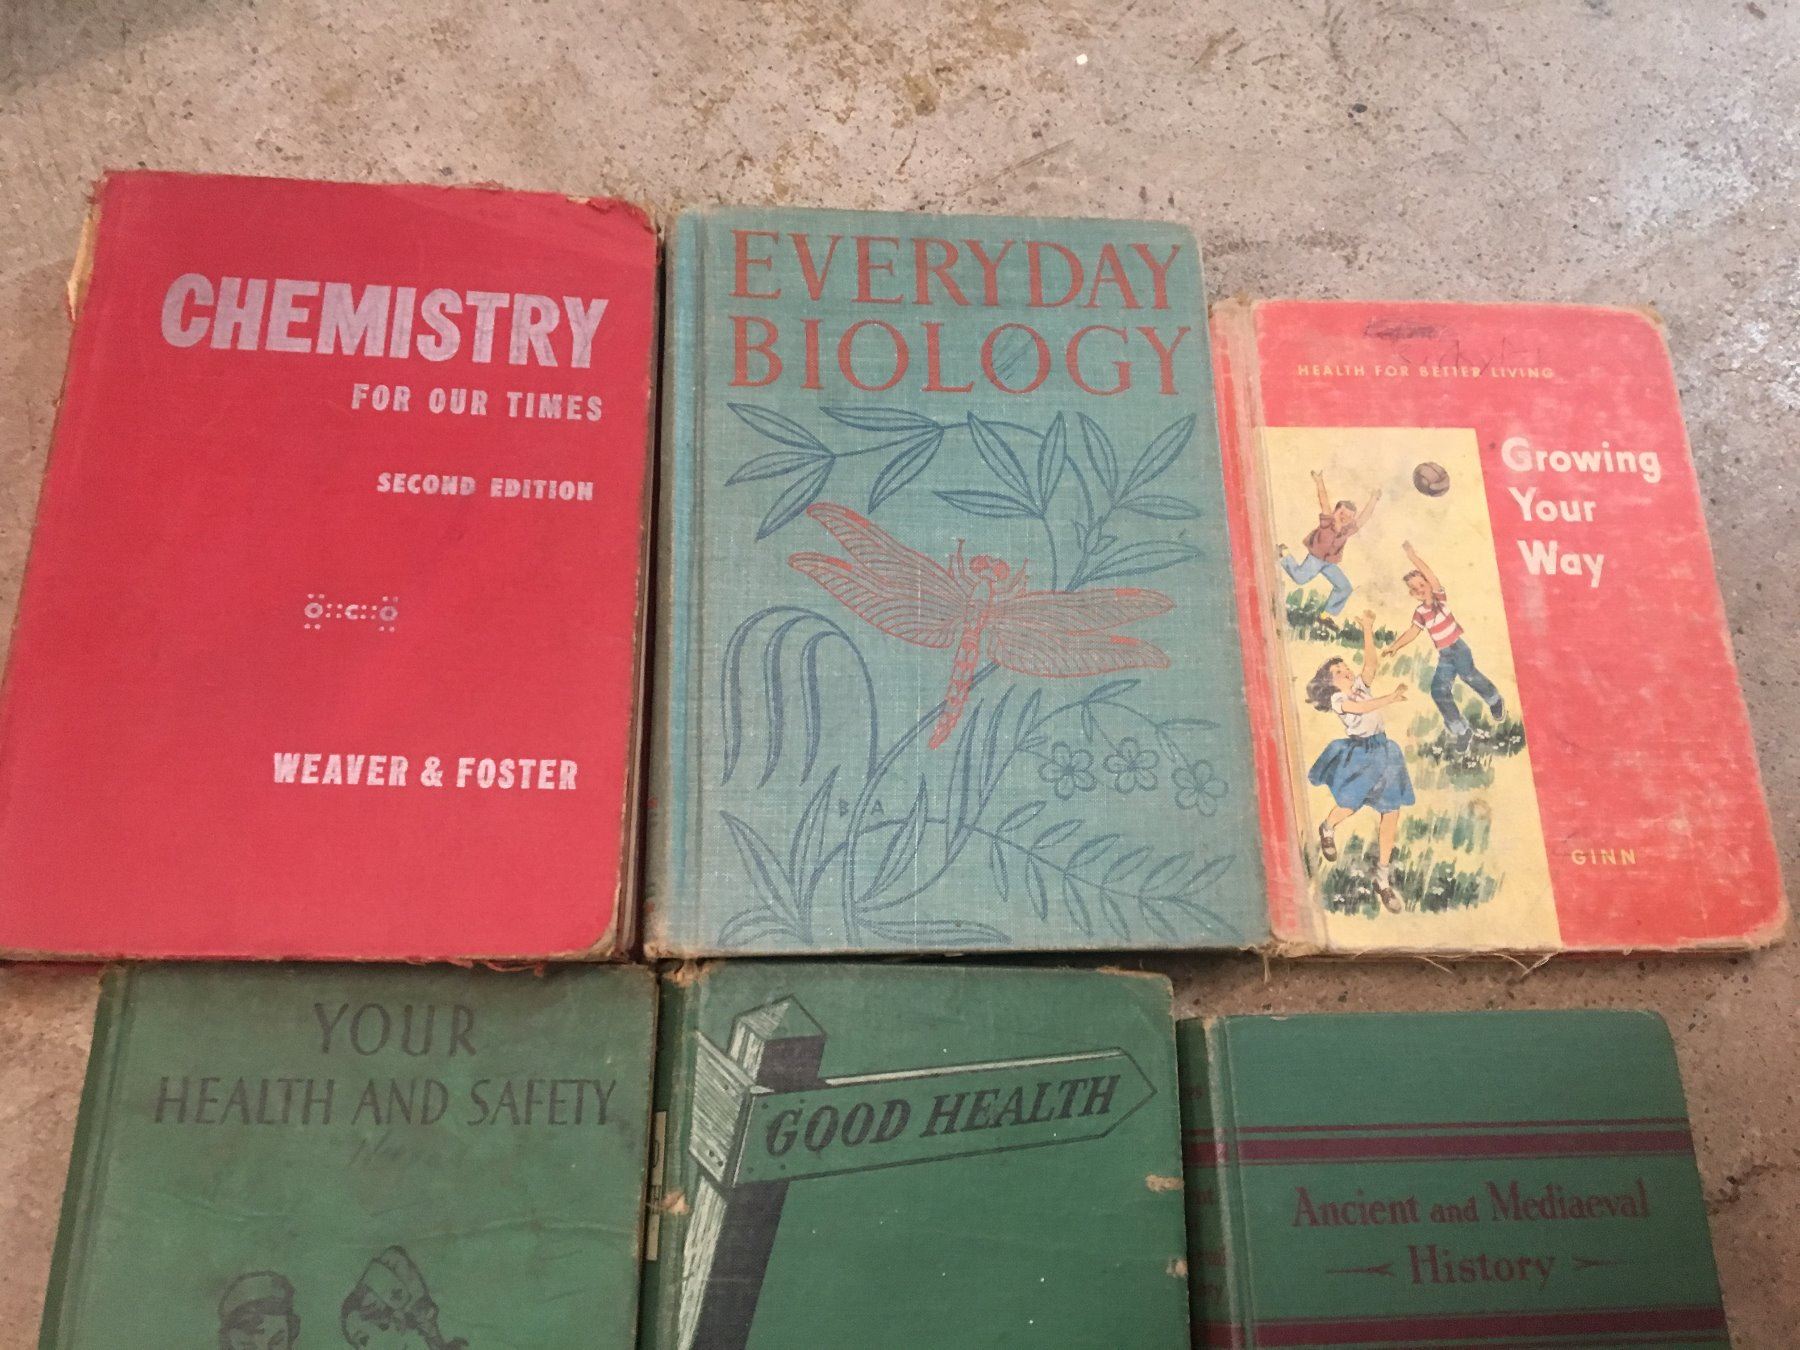 CHEMISTRY
FOR OUR TIMES
SECOND EDITION
O::C::O
WEAVER & FOSTER
EVERYDAY
BIOLOGY
B A
HEALTH FOR BETTER LIVING
Growing
Your
Way
GINN
YOUR
HEALTH AND SAFETY
GOOD HEALTH
Ancient and Mediaeval
History